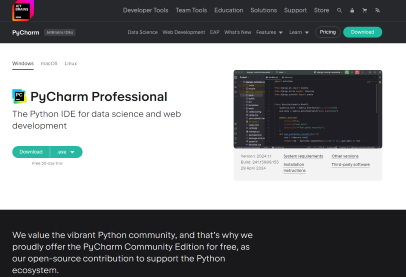 JET
BRAINS
Developer Tools Team Tools Education Solutions Support Store
PyCharm
Data Science Web Development EAP What's New Features Learn Pricing Download
Windows macOS Linux
PC PyCharm Professional
The Python IDE for data science and web
development
Download .exe
Free 30-day trial
Version: 2024.1.1
Build: 241.15989.155
29 April 2024
System requirements
Installation
instructions
Other versions
Third-party software
We value the vibrant Python community, and that's why we
proudly offer the PyCharm Community Edition for free, as
our open-source contribution to support the Python
ecosystem.